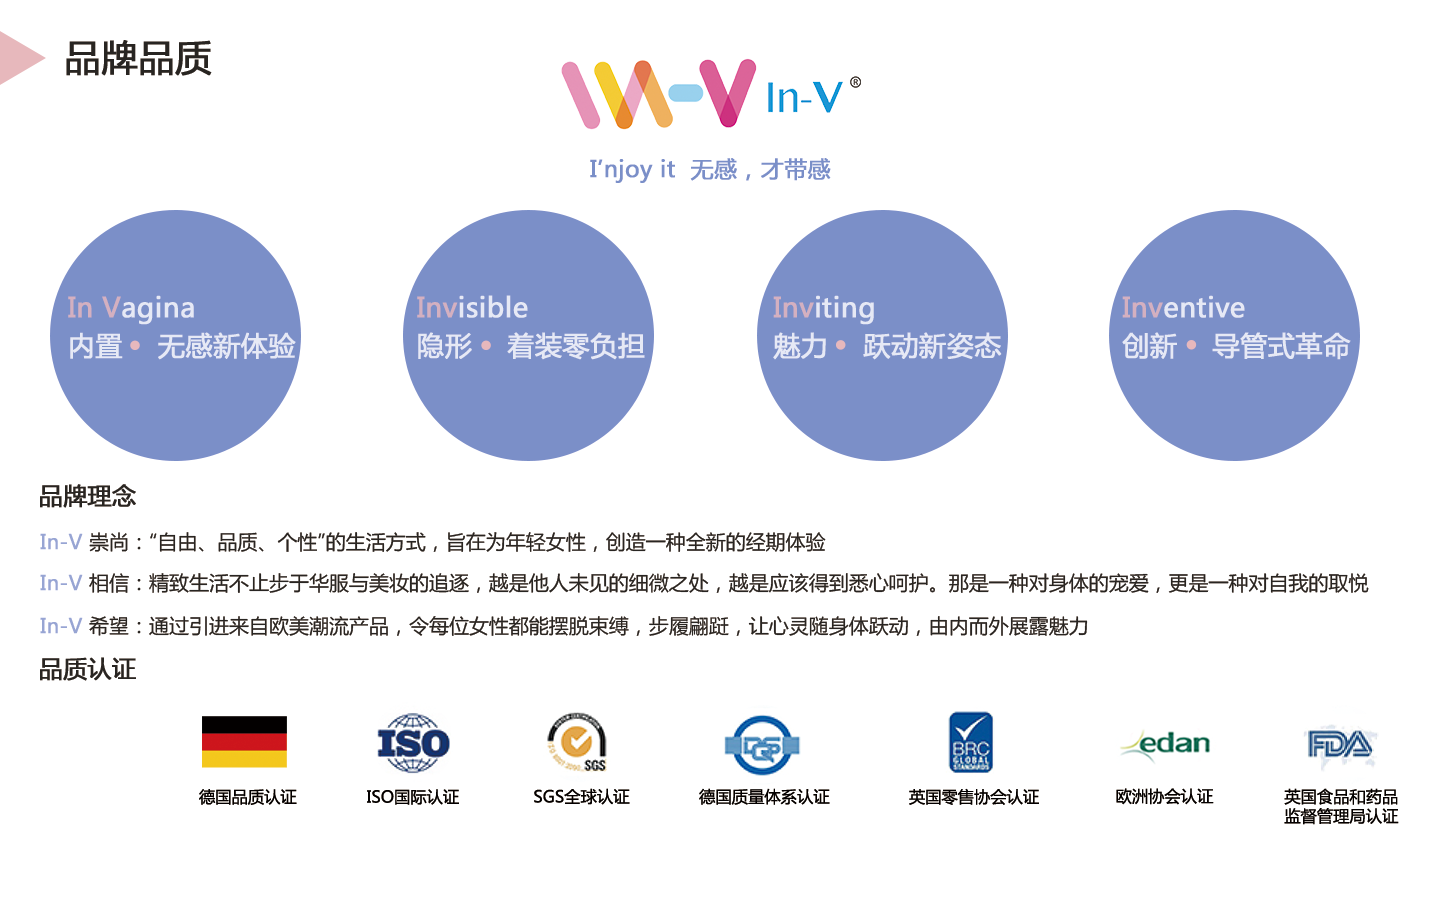 品牌品质
In-V In-V®
I'njoy it 无感，才带感
In Vagina
内置• 无感新体验
Invisible
隐形• 着装零负担
Inviting
魅力• 跃动新姿态
Inventive
创新• 导管式革命
品牌理念
In-V 崇尚：“自由、品质、个性”的生活方式，旨在为年轻女性，创造一种全新的经期体验
In-V 相信：精致生活不止步于华服与美妆的追逐，越是他人未见的细微之处，越是应该得到悉心呵护。那是一种对身体的宠爱，更是一种对自我的取悦
In-V 希望：通过引进来自欧美潮流产品，令每位女性都能摆脱束缚，步履翩跹，让心灵随身体跃动，由内而外展露魅力
品质认证
ISO
SGS
DQS
BRC
GLOBAL
STANDARDS
edan
FDA
德国品质认证
ISO国际认证
SGS全球认证
德国质量体系认证
英国零售协会认证
欧洲协会认证
英国食品和药品
监督管理局认证